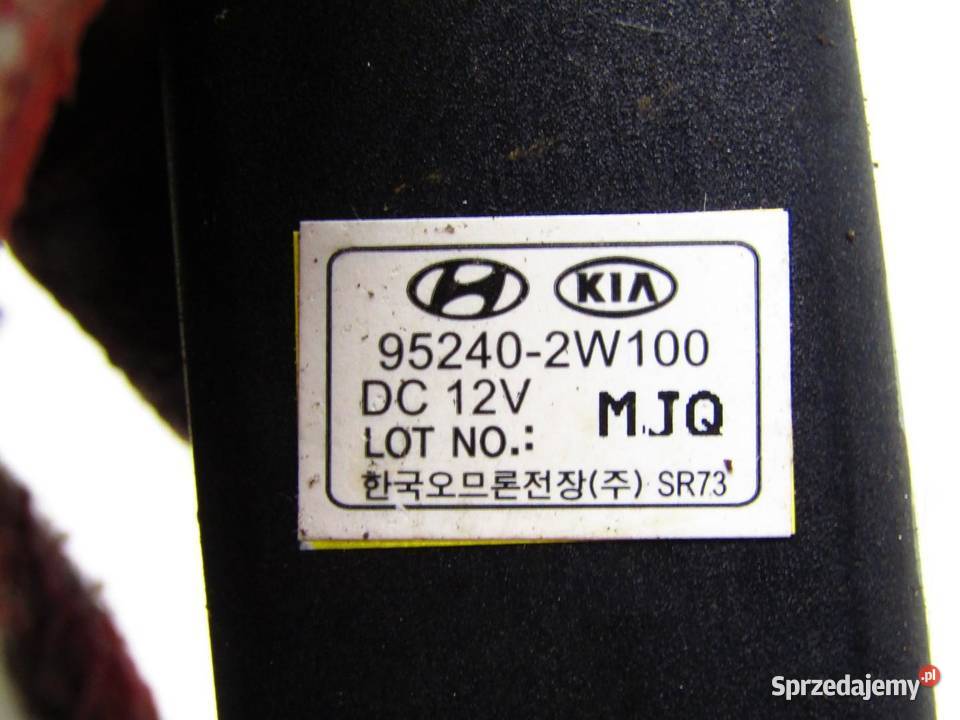 KIA
95240-2W100
DC 12V
MJQ
LOT NO.:
한국오므론전장(주) SR73
Sprzedajemy.pl